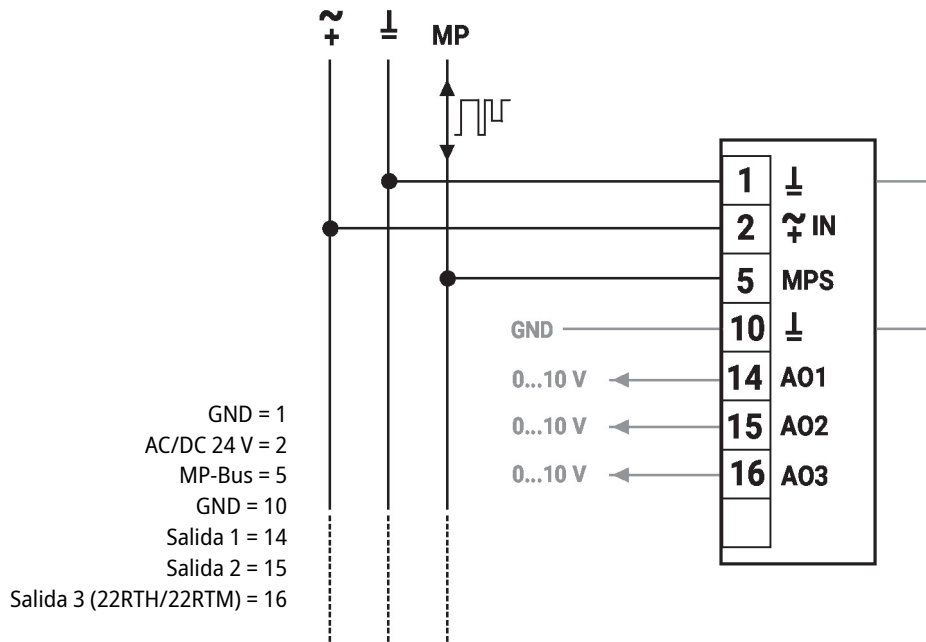 ~
+ ⊥ MP
1 ⊥
2 ~
+ IN
5 MPS
GND 10 ⊥
0...10 V 14 AO1
0...10 V 15 AO2
0...10 V 16 AO3
GND = 1
AC/DC 24 V = 2
MP-Bus = 5
GND = 10
Salida 1 = 14
Salida 2 = 15
Salida 3 (22RTH/22RTM) = 16